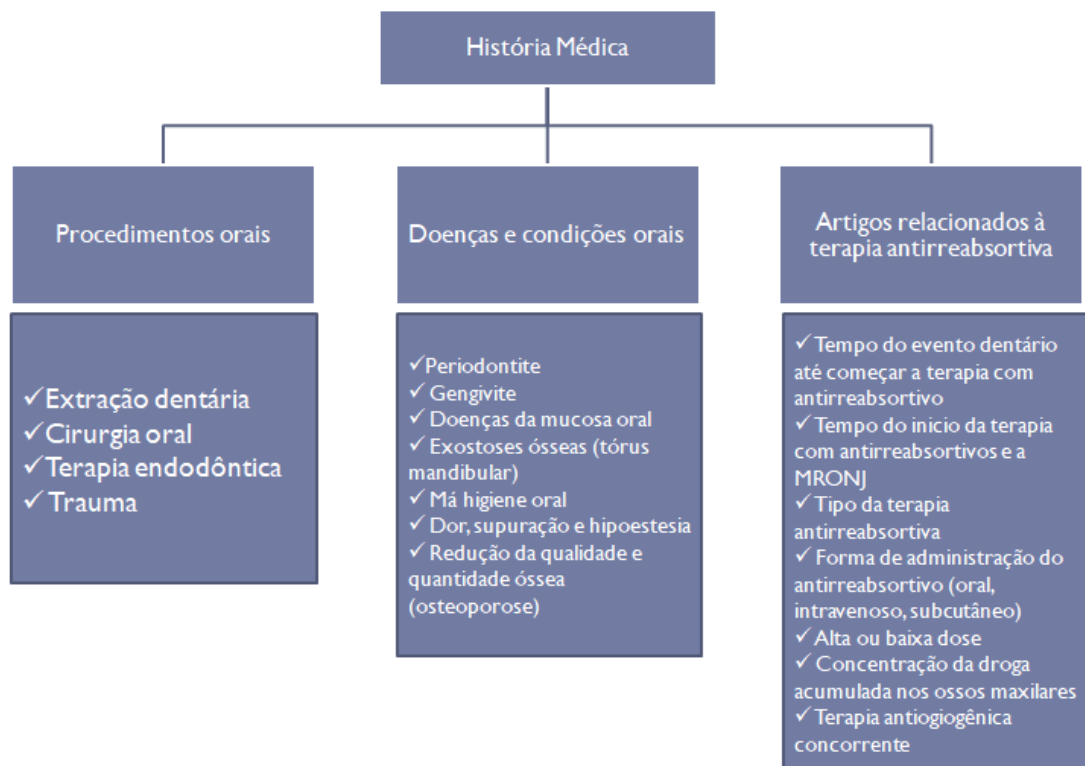 História Médica
Procedimentos orais
✓Extração dentária
✓Cirurgia oral
✓Terapia endodôntica
✓Trauma
Doenças e condições orais
✓Periodontite
✓ Gengivite
✓ Doenças da mucosa oral
✓ Exostoses ósseas (tórus
mandibular)
✓ Má higiene oral
✓ Dor, supuração e hipoestesia
✓ Redução da qualidade e
quantidade óssea
(osteoporose)
Artigos relacionados à
terapia antirreabsortiva
✓Tempo do evento dentário
até começar a terapia com
antirreabsortivo
✓ Tempo do inicio da terapia
com antirreabsortivos e a
MRONJ
✓ Tipo da terapia
antirreabsortiva
✓ Forma de administração do
antirreabsortivo (oral,
intravenoso, subcutâneo)
✓ Alta ou baixa dose
✓ Concentração da droga
acumulada nos ossos maxilares
✓ Terapia antiogiogênica
concorrente